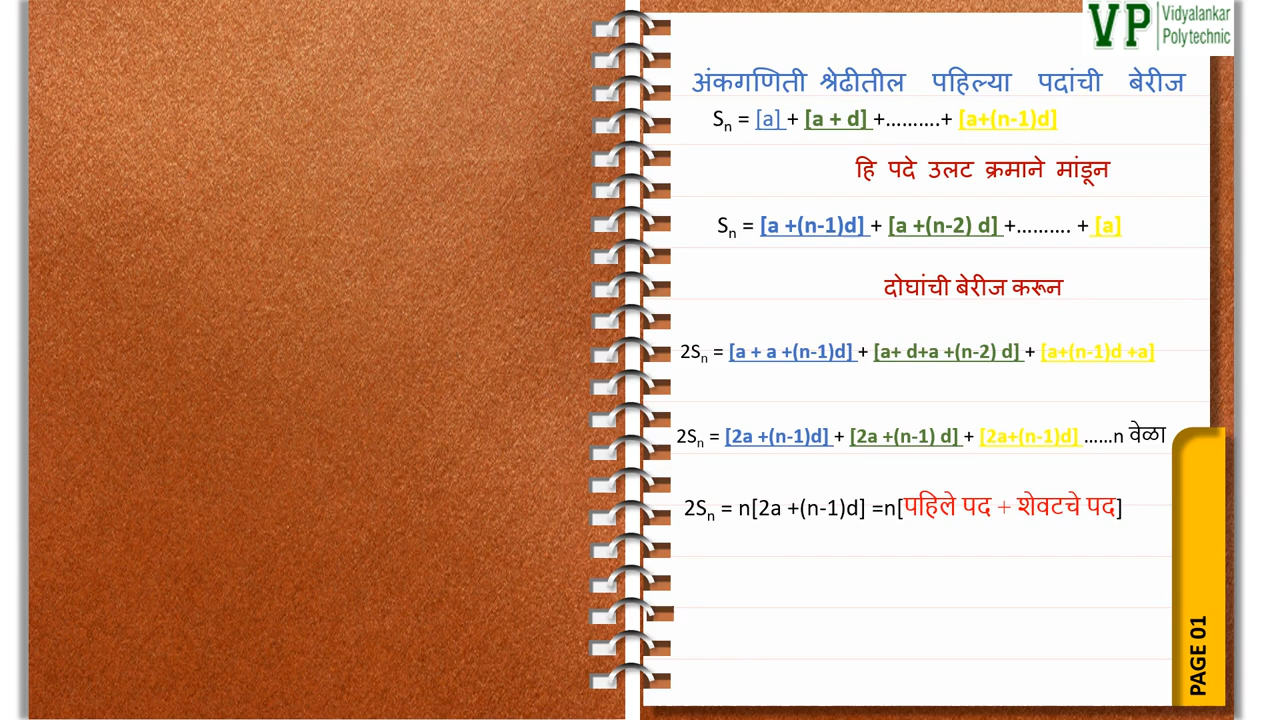 VP Vidyalankar
Polytechnic
अंकगणिती श्रेढीतील पहिल्या पदांची बेरीज
Sₙ = [a] + [a + d] +……….+ [a+(n-1)d]
हि पदे उलट क्रमाने मांडून
Sₙ = [a +(n-1)d] + [a +(n-2) d] +………. + [a]
दोघांची बेरीज करून
2Sₙ = [a + a +(n-1)d] + [a+ d+a +(n-2) d] + [a+(n-1)d +a]
2Sₙ = [2a +(n-1)d] + [2a +(n-1) d] + [2a+(n-1)d] ......n वेळा
2Sₙ = n[2a +(n-1)d] =n[पहिले पद + शेवटचे पद]
PAGE 01